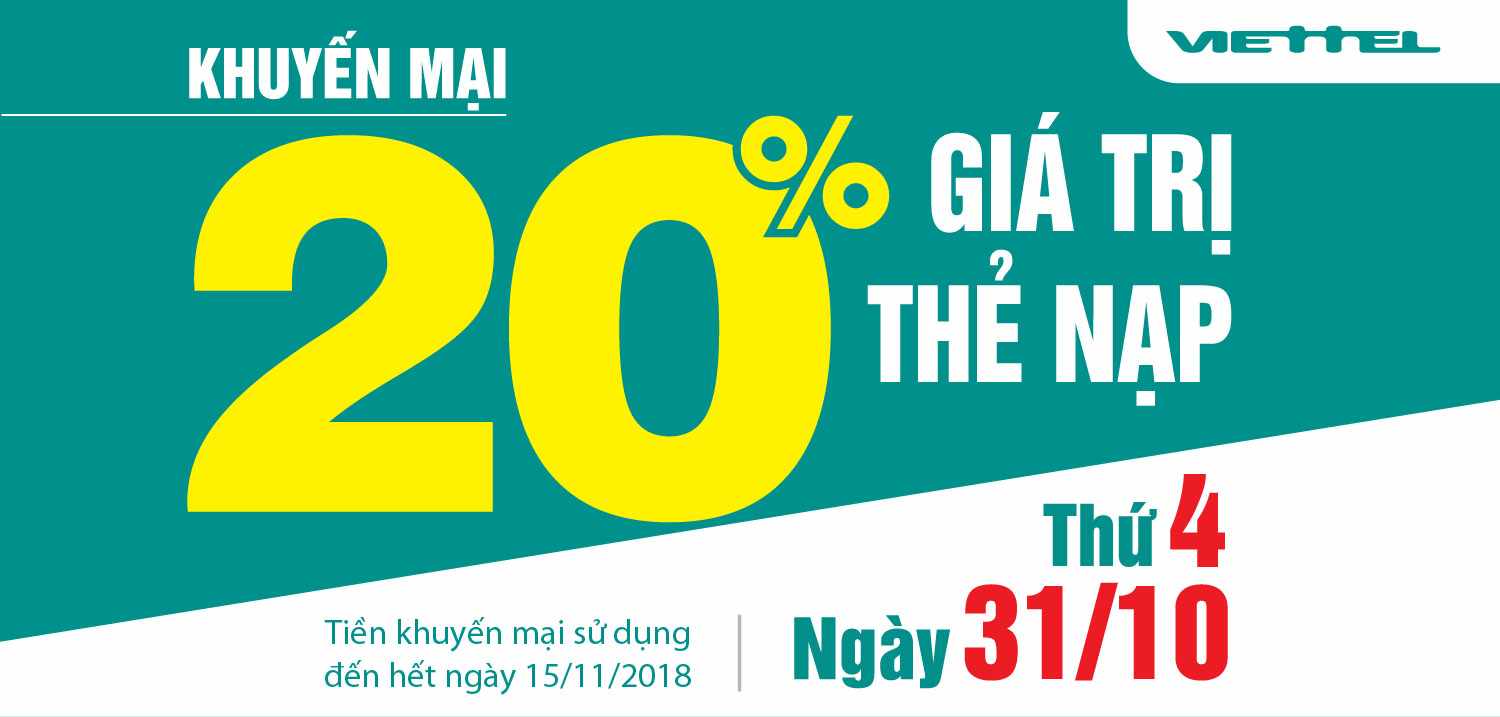 VIETTEL
KHUYẾN MẠI
20% GIÁ TRỊ
THẺ NẠP
Thứ 4
Ngày 31/10
Tiền khuyến mại sử dụng
đến hết ngày 15/11/2018